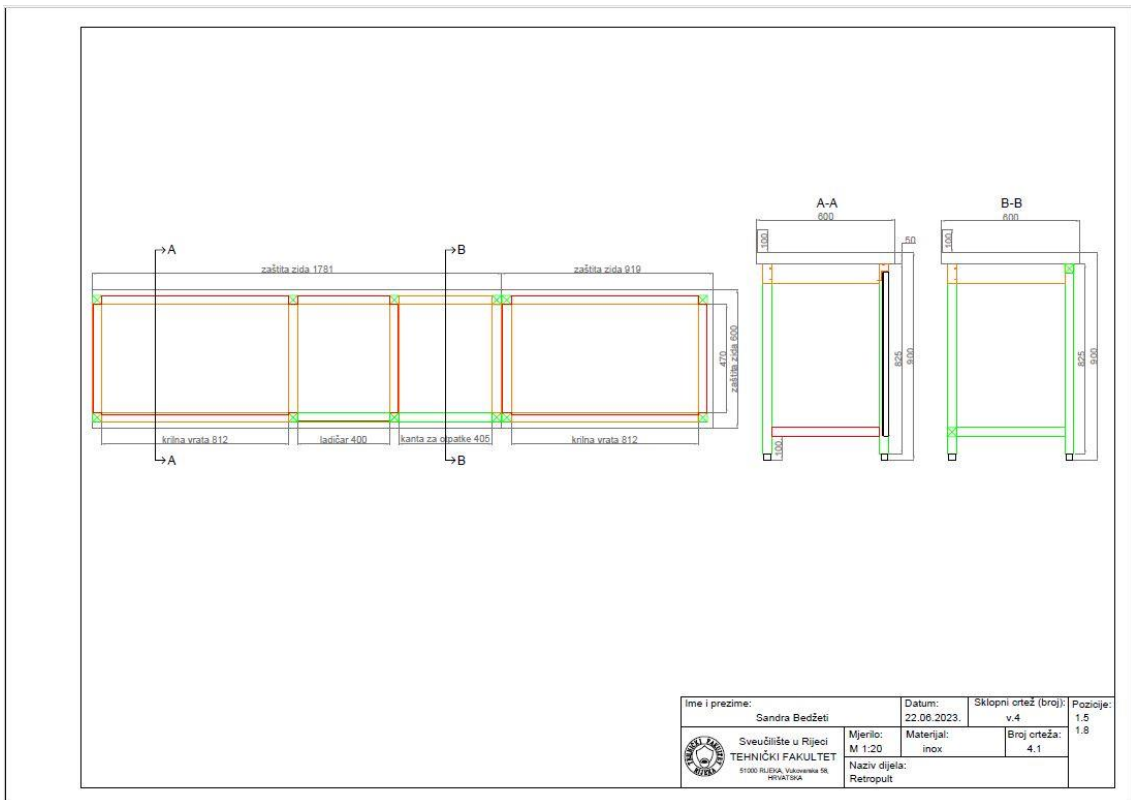 A-A
B-B
600
600
100
50
100
A
B
zaštita zida 1781
zaštita zida 919
470
zaštita zida 600
825
900
825
900
krilna vrata 812
ladičar 400
kanta za otpatke 405
krilna vrata 812
100
A
B
Ime i prezime:
Sandra Bedžeti
Datum:
22.06.2023.
Sklopni crtež (broj):
v.4
Pozicije:
1.5
1.8
TEHNIČKI FAKULTET
RIJEKA
Sveučilište u Rijeci
TEHNIČKI FAKULTET
51000 RIJEKA, Vukovarska 58,
HRVATSKA
Mjerilo:
M 1:20
Materijal:
inox
Broj crteža:
4.1
Naziv dijela:
Retropult